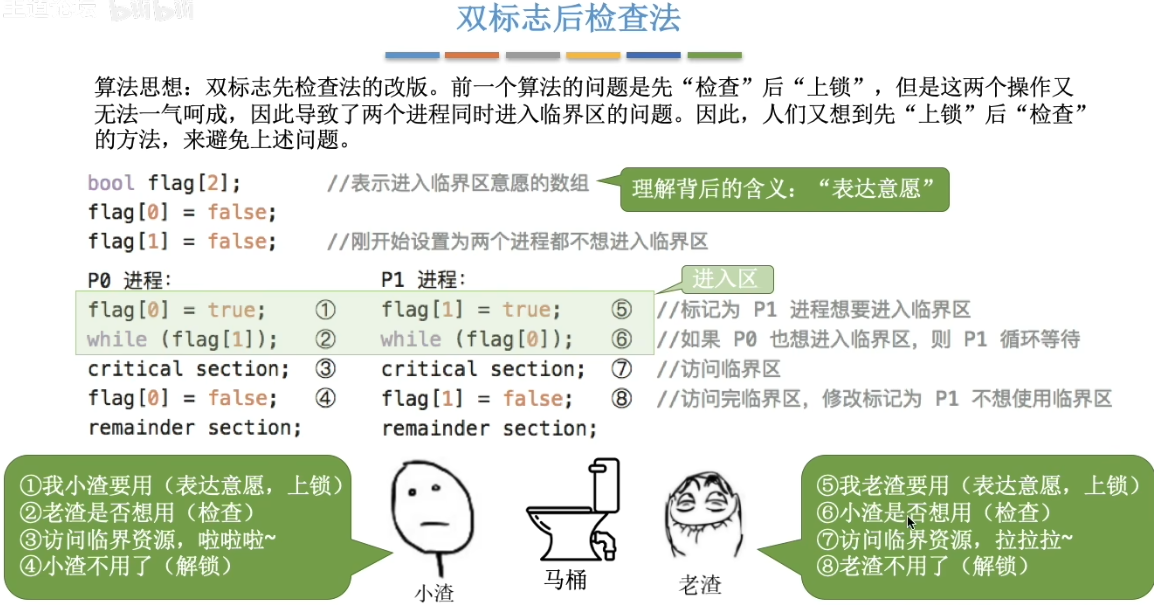 王道论坛 bilibili
双标志后检查法
算法思想：双标志先检查法的改版。前一个算法的问题是先“检查”后“上锁”，但是这两个操作又
无法一气呵成，因此导致了两个进程同时进入临界区的问题。因此，人们又想到先“上锁”后“检查”
的方法，来避免上述问题。
bool flag[2]; //表示进入临界区意愿的数组
理解背后的含义：“表达意愿”
flag[0] = false;
flag[1] = false; //刚开始设置为两个进程都不想进入临界区
P0 进程： P1 进程：
进入区
flag[0] = true; ① flag[1] = true; ⑤ //标记为 P1 进程想要进入临界区
while (flag[1]); ② while (flag[0]); ⑥ //如果 P0 也想进入临界区，则 P1 循环等待
critical section; ③ critical section; ⑦ //访问临界区
flag[0] = false; ④ flag[1] = false; ⑧ //访问完临界区，修改标记为 P1 不想使用临界区
remainder section; remainder section;
①我小渣要用（表达意愿，上锁）
②老渣是否想用（检查）
③访问临界资源，啦啦啦~
④小渣不用了（解锁）
小渣
马桶
老渣
⑤我老渣要用（表达意愿，上锁）
⑥小渣是否想用（检查）
⑦访问临界资源，拉拉拉~
⑧老渣不用了（解锁）